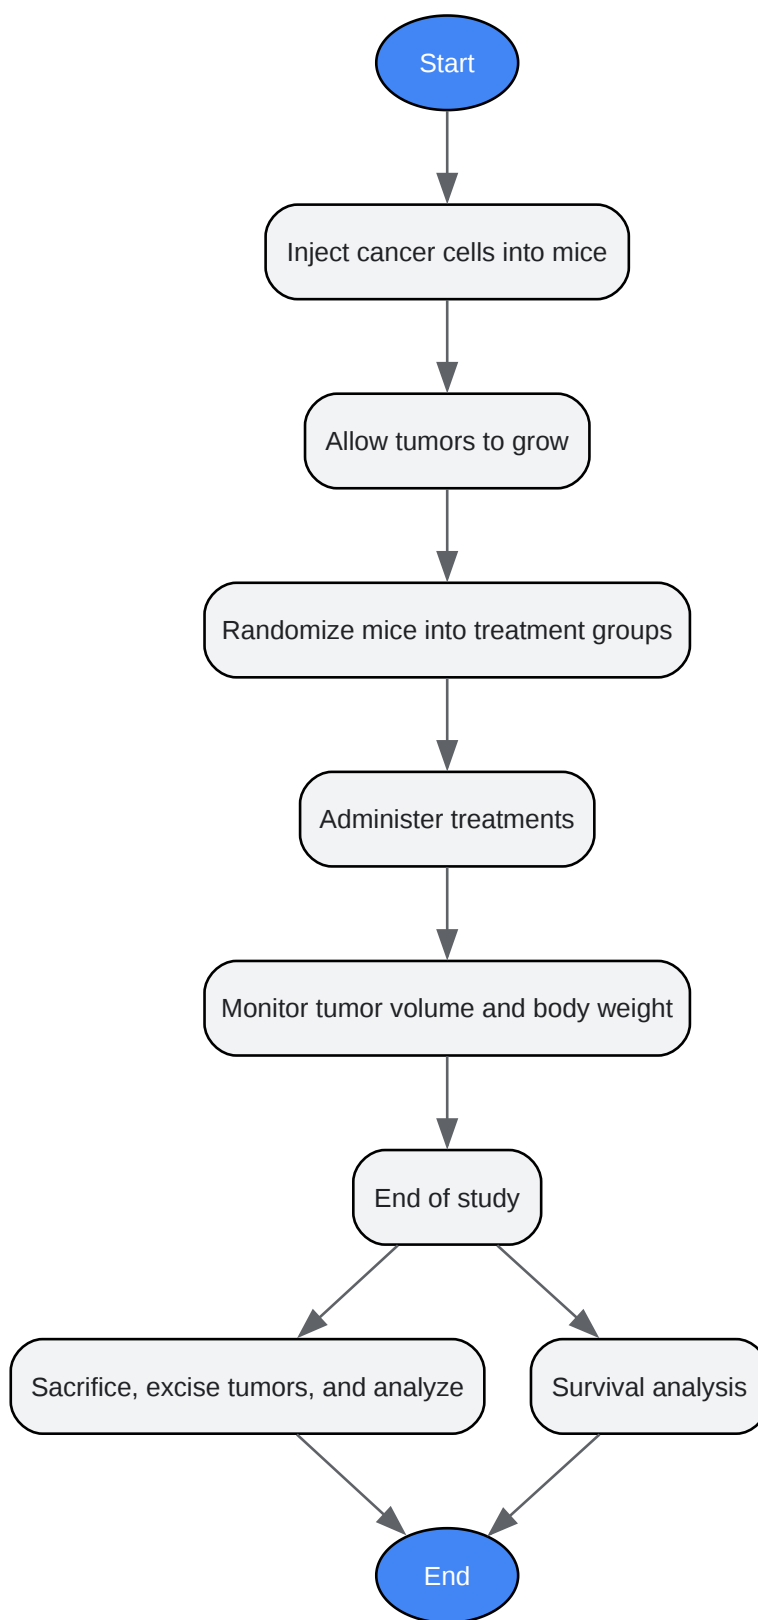 Start
Inject cancer cells into mice
Allow tumors to grow
Randomize mice into treatment groups
Administer treatments
Monitor tumor volume and body weight
End of study
Sacrifice, excise tumors, and analyze
Survival analysis
End